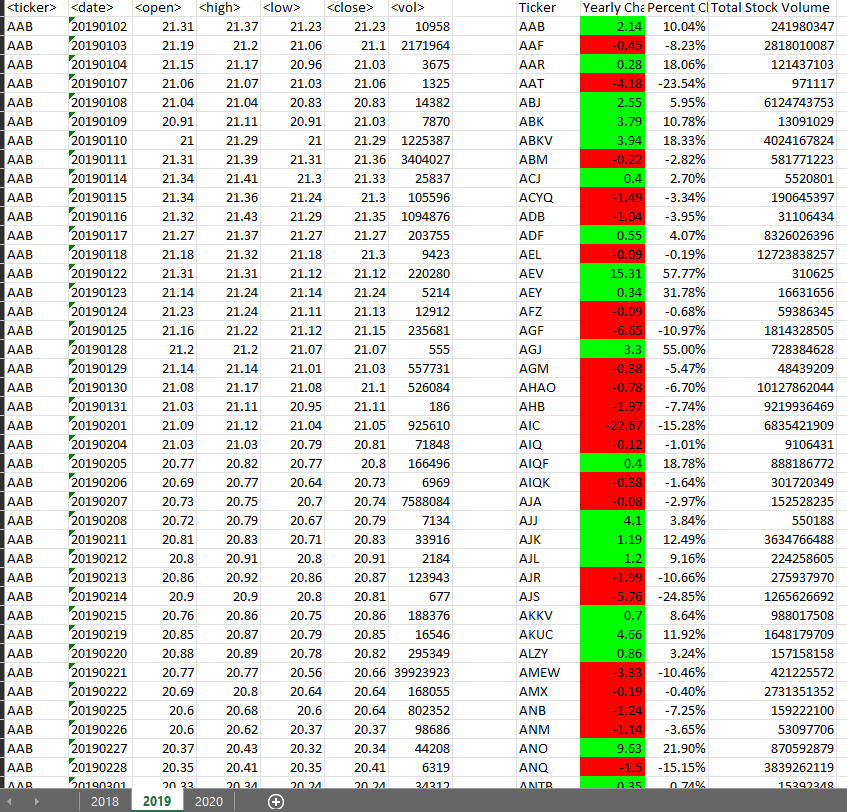 <ticker> <date> <open> <high> <low> <close> <vol> Ticker Yearly Cha Percent Cl Total Stock Volume
AAB 20190102 21.31 21.37 21.23 21.23 10958 AAB 2.14 10.04% 241980347
AAB 20190103 21.19 21.2 21.06 21.1 2171964 AAF -0.45 -8.23% 2818010087
AAB 20190104 21.15 21.17 20.96 21.03 3675 AAR 0.28 18.06% 121437103
AAB 20190107 21.06 21.07 21.03 21.06 1325 AAT -4.18 -23.54% 971117
AAB 20190108 21.04 21.04 20.83 20.83 14382 ABJ 2.55 5.95% 6124743753
AAB 20190109 20.91 21.11 20.91 21.03 7870 ABK 3.79 10.78% 13091029
AAB 20190110 21 21.29 21 21.29 1225387 ABKV 3.94 18.33% 4024167824
AAB 20190111 21.31 21.39 21.31 21.36 3404027 ABM -0.22 -2.82% 581771223
AAB 20190114 21.34 21.41 21.3 21.33 25837 ACJ 0.4 2.70% 5520801
AAB 20190115 21.34 21.36 21.24 21.3 105596 ACYQ -1.49 -3.34% 190645397
AAB 20190116 21.32 21.43 21.29 21.35 1094876 ADB -1.04 -3.95% 31106434
AAB 20190117 21.27 21.37 21.27 21.27 203755 ADF 0.55 4.07% 8326026396
AAB 20190118 21.18 21.32 21.18 21.3 9423 AEL -0.09 -0.19% 12723838257
AAB 20190122 21.31 21.31 21.12 21.12 220280 AEV 15.31 57.77% 310625
AAB 20190123 21.14 21.24 21.14 21.24 5214 AEY 0.34 31.78% 16631656
AAB 20190124 21.23 21.24 21.11 21.13 12912 AFZ -0.09 -0.68% 59386345
AAB 20190125 21.16 21.22 21.12 21.15 235681 AGF -6.65 -10.97% 1814328505
AAB 20190128 21.2 21.2 21.07 21.07 555 AGJ 3.3 55.00% 728384628
AAB 20190129 21.14 21.14 21.01 21.03 557731 AGM -0.38 -5.47% 48439209
AAB 20190130 21.08 21.17 21.08 21.1 526084 AHAO -0.78 -6.70% 10127862044
AAB 20190131 21.03 21.11 20.95 21.11 186 AHB -1.97 -7.74% 9219936469
AAB 20190201 21.09 21.12 21.04 21.05 925610 AIC -22.67 -15.28% 6835421909
AAB 20190204 21.03 21.03 20.79 20.81 71848 AIQ -0.12 -1.01% 9106431
AAB 20190205 20.77 20.82 20.77 20.8 166496 AIQF 0.4 18.78% 888186772
AAB 20190206 20.69 20.77 20.64 20.73 6969 AIQK -0.38 -1.64% 301720349
AAB 20190207 20.73 20.75 20.7 20.74 7588084 AJA -0.08 -2.97% 152528235
AAB 20190208 20.72 20.79 20.67 20.79 7134 AJJ 4.1 3.84% 550188
AAB 20190211 20.81 20.83 20.71 20.83 33916 AJK 1.19 12.49% 3634766488
AAB 20190212 20.8 20.91 20.8 20.91 2184 AJL 1.2 9.16% 224258605
AAB 20190213 20.86 20.92 20.86 20.87 123943 AJR -1.99 -10.66% 275937970
AAB 20190214 20.9 20.9 20.8 20.81 677 AJS -5.76 -24.85% 1265626692
AAB 20190215 20.76 20.86 20.75 20.86 188376 AKKV 0.7 8.64% 988017508
AAB 20190219 20.85 20.87 20.79 20.85 16546 AKUC 4.66 11.92% 1648179709
AAB 20190220 20.88 20.89 20.78 20.82 295349 ALZY 0.86 3.24% 157158158
AAB 20190221 20.77 20.77 20.56 20.66 39923923 AMEW -3.33 -10.46% 421225572
AAB 20190222 20.69 20.8 20.64 20.64 168055 AMX -0.19 -0.40% 2731351352
AAB 20190225 20.6 20.68 20.6 20.64 802352 ANB -1.24 -7.25% 159222100
AAB 20190226 20.6 20.62 20.37 20.37 98686 ANM -1.14 -3.65% 53097706
AAB 20190227 20.37 20.43 20.32 20.34 44208 ANO 9.63 21.90% 870592879
AAB 20190228 20.35 20.41 20.35 20.41 6319 ANQ -1.5 -15.15% 3839262119
AAB 20190301 20.33 20.34 20.24 20.24 34312 ANTB 0.35 0.74% 15392348
2018 2019 2020